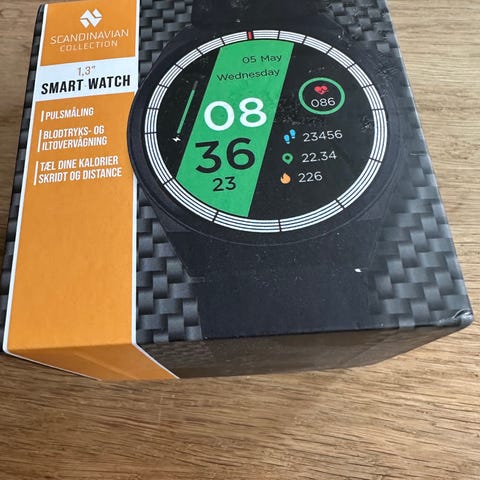 SCANDINAVIAN
COLLECTION
1,3"
SMART WATCH
PULSMÅLING
BLODTRYKS- OG
ILTOVERVÅGNING
TÆL DINE KALORIER
SKRIDT OG DISTANCE
05 May
Wednesday
08
36
23
086
23456
22.34
226